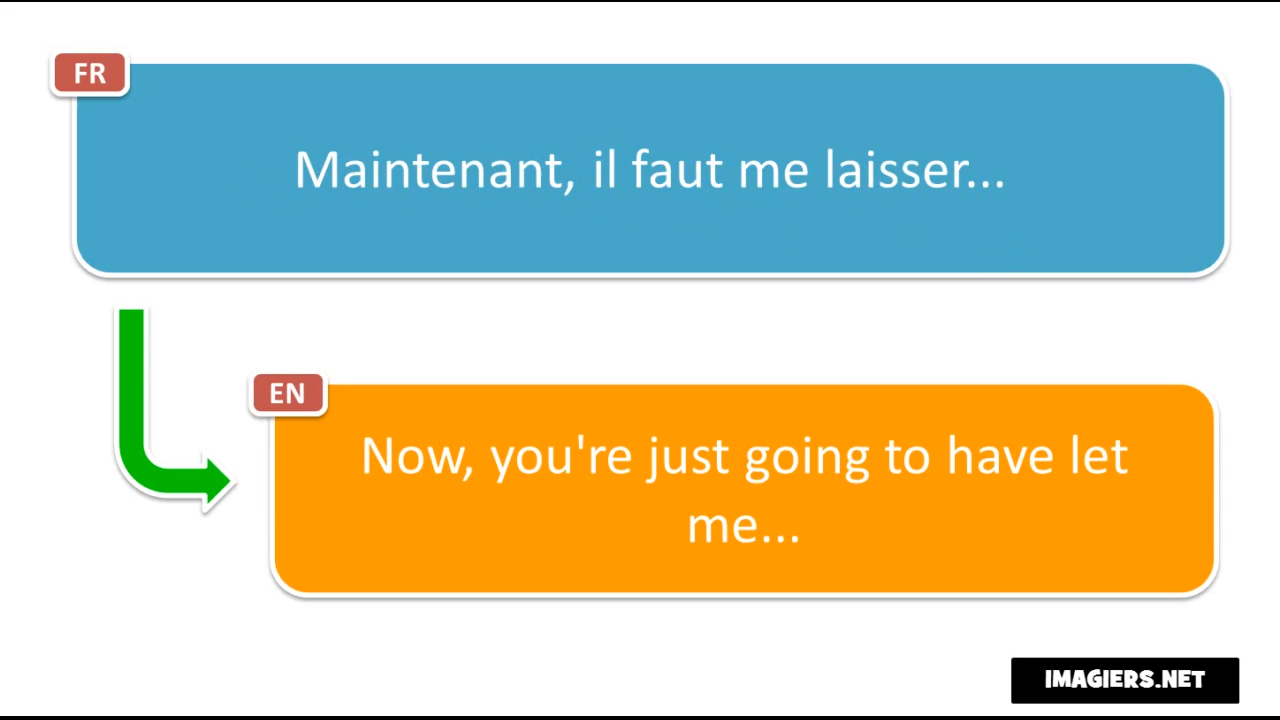 FR
Maintenant, il faut me laisser...
EN
Now, you're just going to have let
me...
IMAGIERS.NET